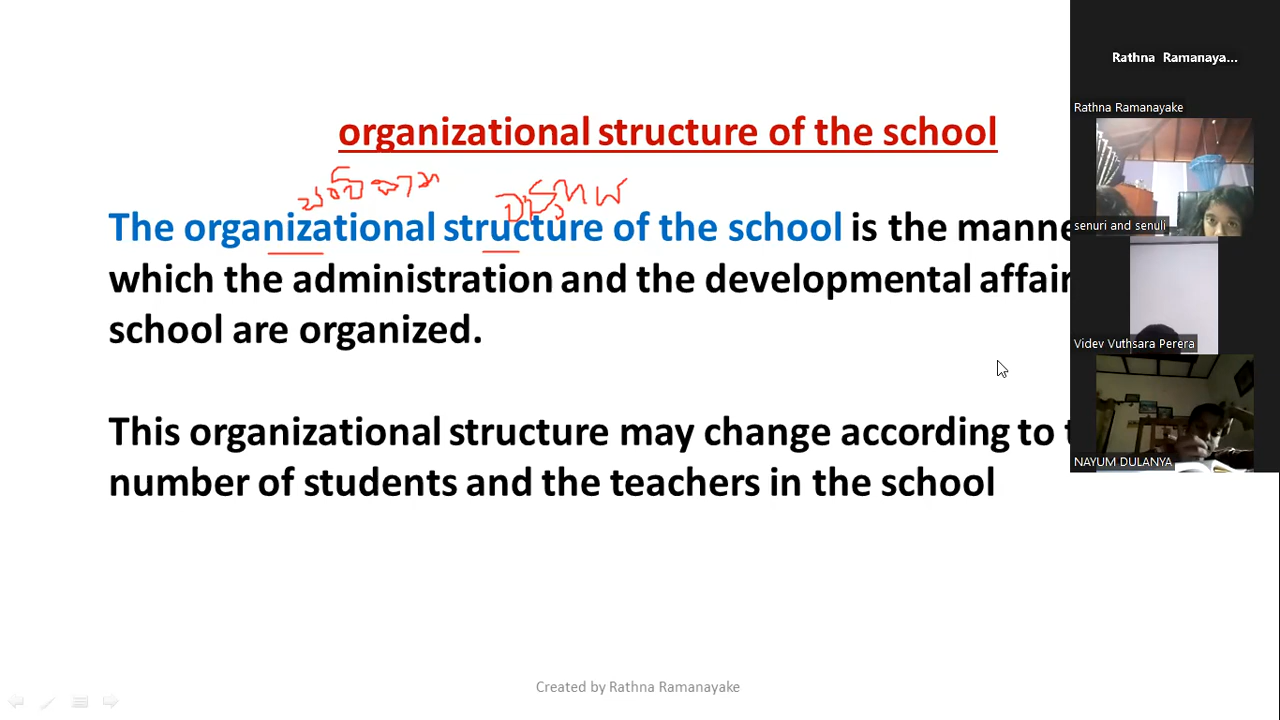 Rathna Ramanaya...
Rathna Ramanayake
organizational structure of the school
senuri and senuli
The organizational structure of the school is the manne
which the administration and the developmental affair
school are organized.
Videv Vuthsara Perera
This organizational structure may change according to t
number of students and the teachers in the school
NAYUM DULANYA
Created by Rathna Ramanayake